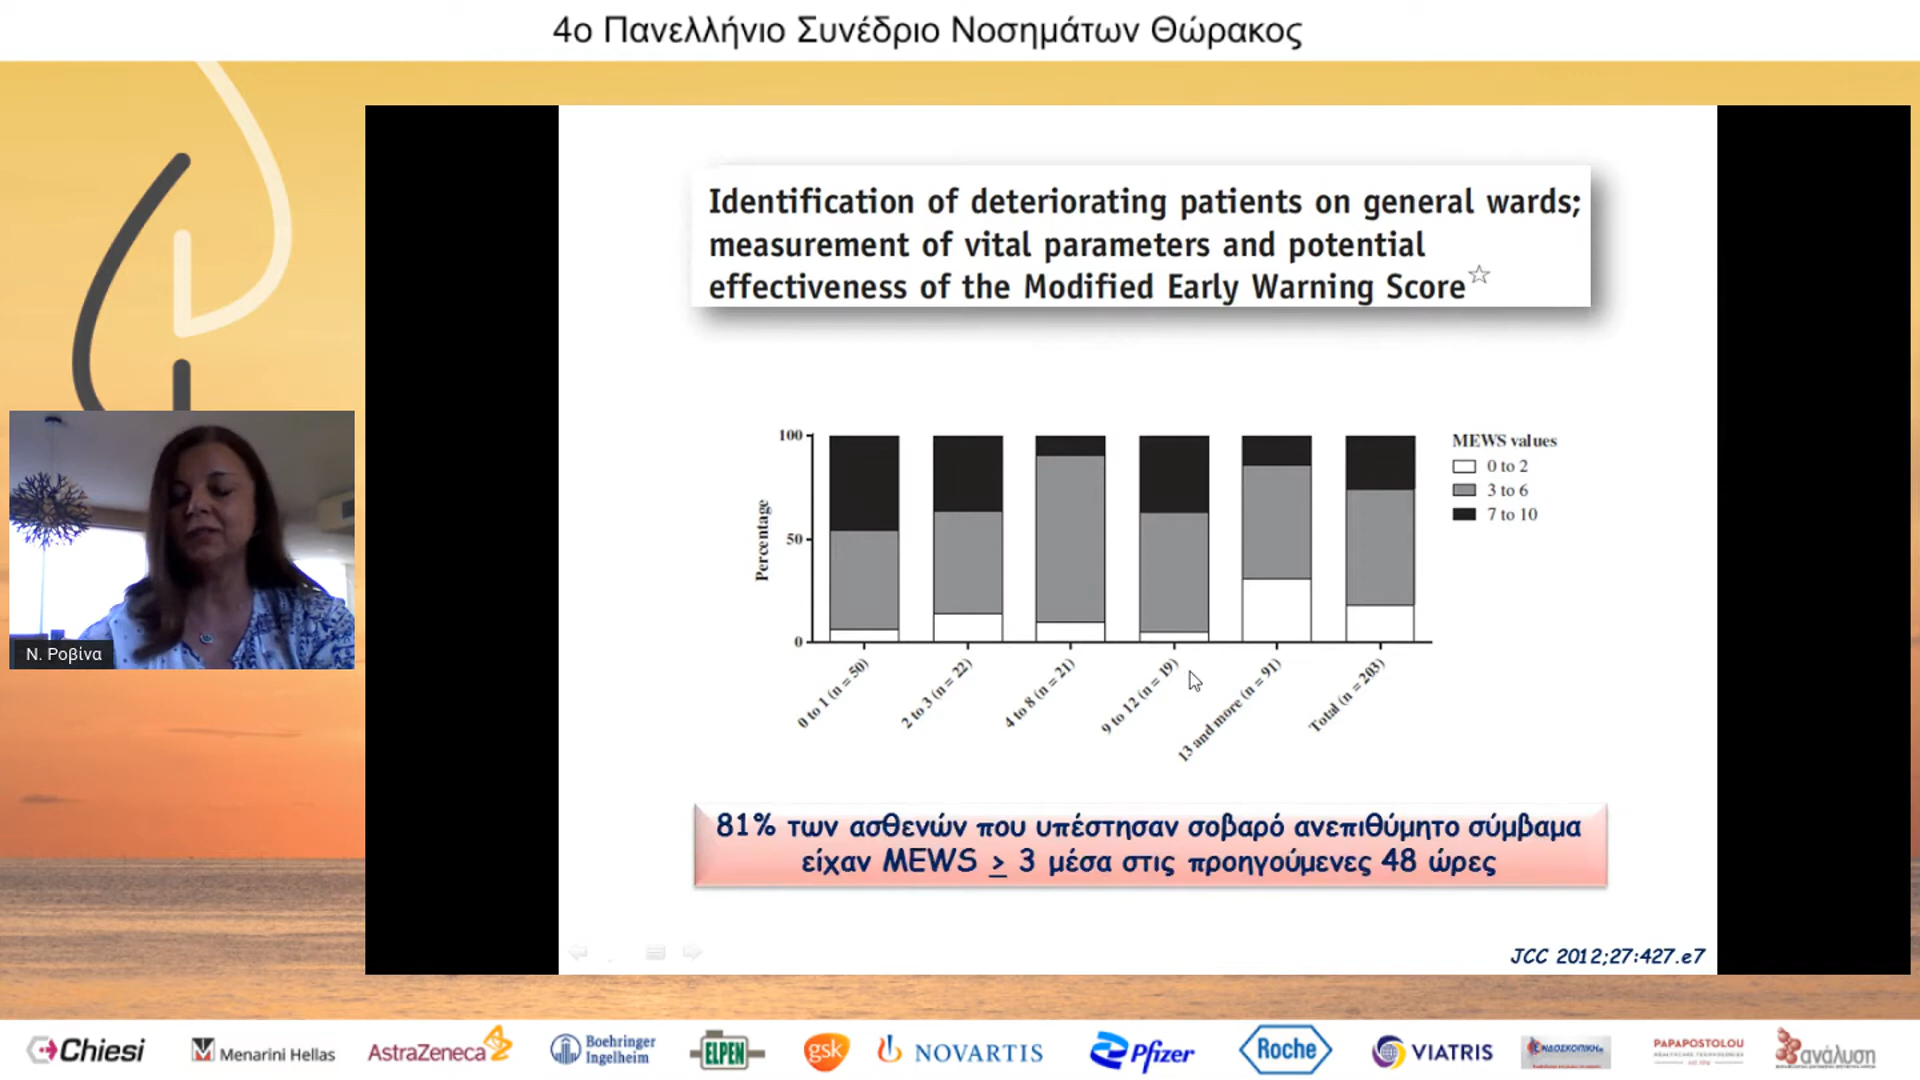 4ο Πανελλήνιο Συνέδριο Νοσημάτων Θώρακος
Identification of deteriorating patients on general wards;
measurement of vital parameters and potential
effectiveness of the Modified Early Warning Score☆
MEWS values
0 to 2
3 to 6
7 to 10
Percentage
100
50
0
0 to 1 (n = 50)
2 to 3 (n = 22)
4 to 8 (n = 21)
9 to 12 (n = 19)
13 and more (n = 91)
Total (n = 203)
81% των ασθενών που υπέστησαν σοβαρό ανεπιθύμητο σύμβαμα
είχαν MEWS ≥ 3 μέσα στις προηγούμενες 48 ώρες
JCC 2012;27:427.e7
Ν. Ροβίνα
Chiesi
Menarini Hellas
AstraZeneca
Boehringer
Ingelheim
ELPEN
gsk
NOVARTIS
Pfizer
Roche
VIATRIS
ΕΝΔΟΣΚΟΠΙΚΗ
PAPAPOSTOLOU
ανάλυση